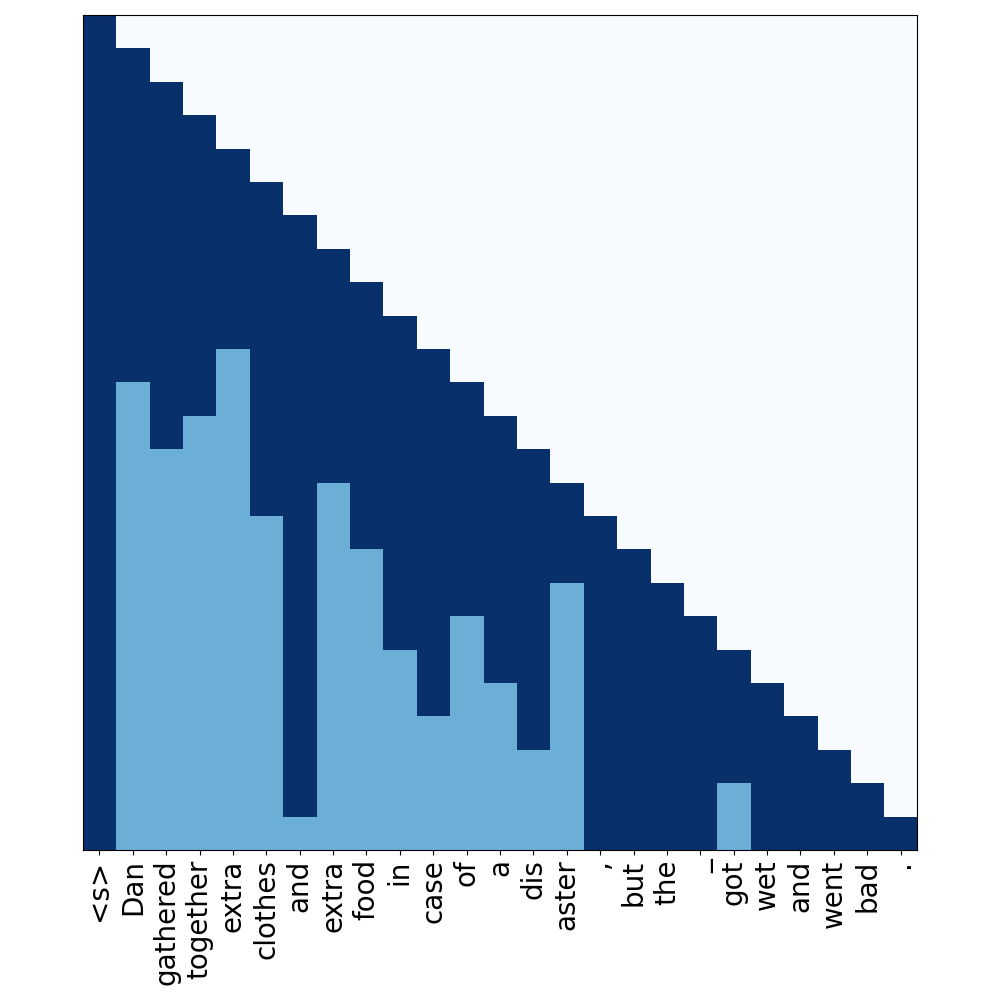 <s>
Dan
gathered
together
extra
clothes
and
extra
food
in
case
of
a
dis
aster
,
but
the
_
got
wet
and
went
bad
.